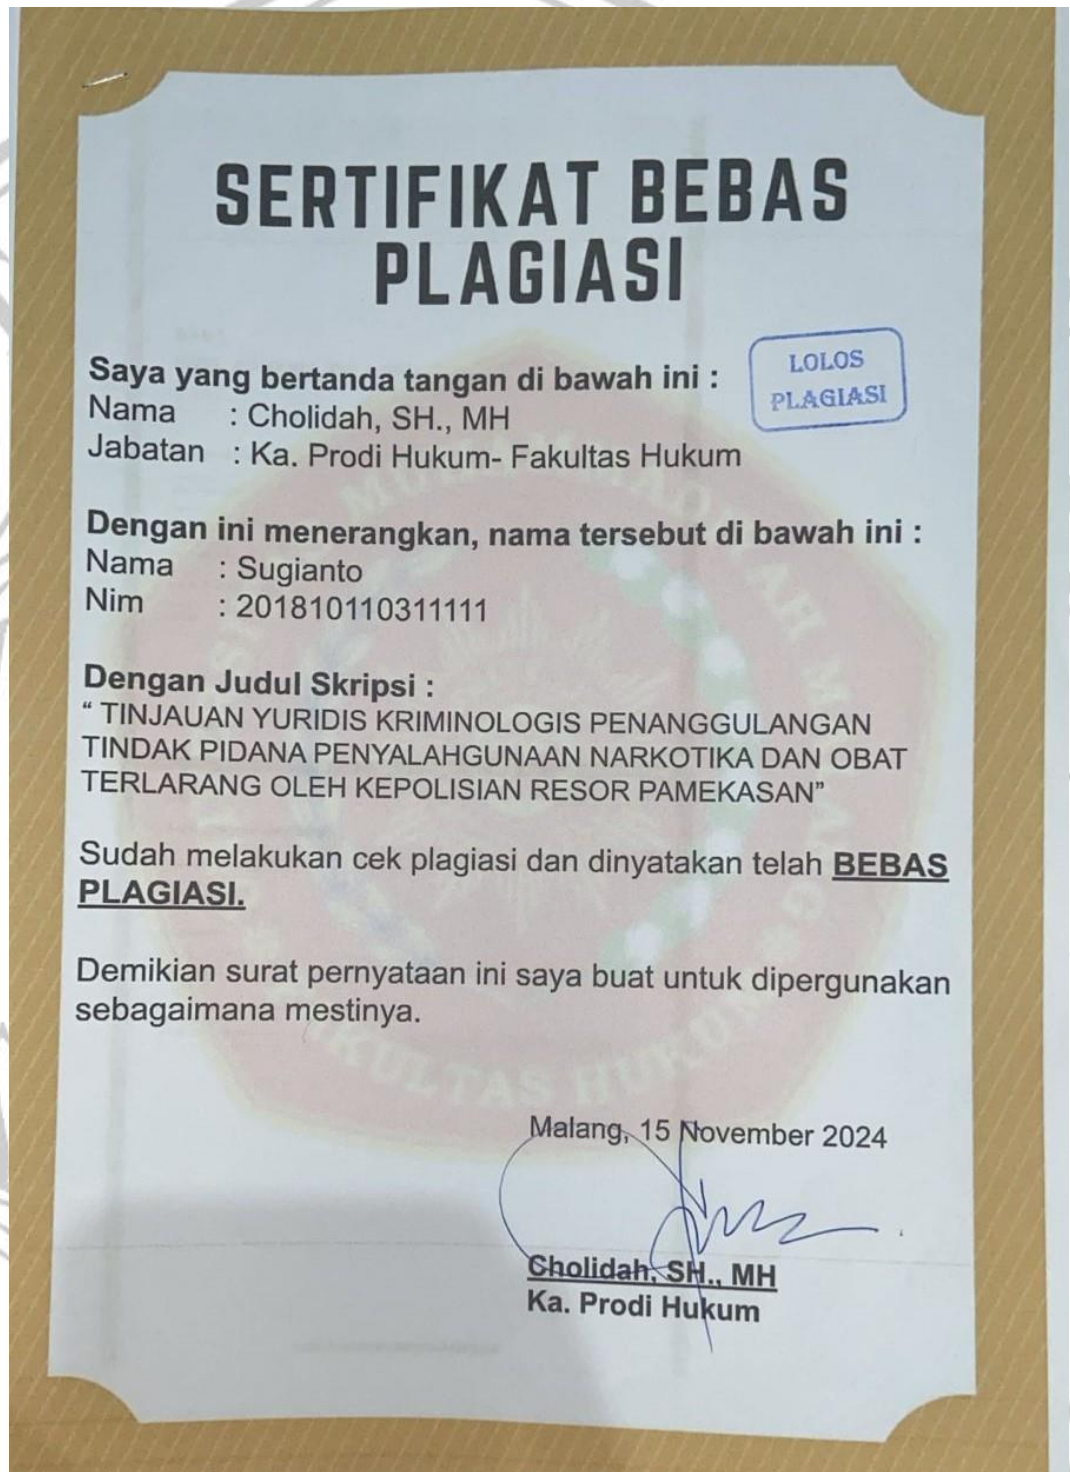 SERTIFIKAT BEBAS
PLAGIASI
LOLOS
PLAGIASI
Saya yang bertanda tangan di bawah ini :
Nama : Cholidah, SH., MH
Jabatan : Ka. Prodi Hukum- Fakultas Hukum
Dengan ini menerangkan, nama tersebut di bawah ini :
Nama : Sugianto
Nim : 201810110311111
Dengan Judul Skripsi :
“ TINJAUAN YURIDIS KRIMINOLOGIS PENANGGULANGAN
TINDAK PIDANA PENYALAHGUNAAN NARKOTIKA DAN OBAT
TERLARANG OLEH KEPOLISIAN RESOR PAMEKASAN”
Sudah melakukan cek plagiasi dan dinyatakan telah BEBAS
PLAGIASI.
Demikian surat pernyataan ini saya buat untuk dipergunakan
sebagaimana mestinya.
FAKULTAS HUKUM
Malang, 15 November 2024
Cholidah, SH., MH
Ka. Prodi Hukum